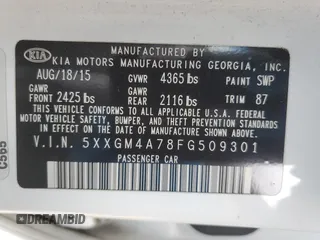 KIA
MANUFACTURED BY
KIA MOTORS MANUFACTURING GEORGIA, INC.
AUG/18/15 GVWR 4365 lbs PAINT SWP
GAWR GAWR
FRONT 2425 lbs REAR 2116 lbs TRIM 87
THIS VEHICLE CONFORMS TO ALL APPLICABLE FEDERAL
MOTOR VEHICLE SAFETY, BUMPER, AND THEFT PREVENTION
STANDARDS IN EFFECT ON THE DATE OF MANUFACTURE SHOWN ABOVE.
V.I.N. 5XXGM4A78FG509301
PASSENGER CAR
C565
© DREAMBID